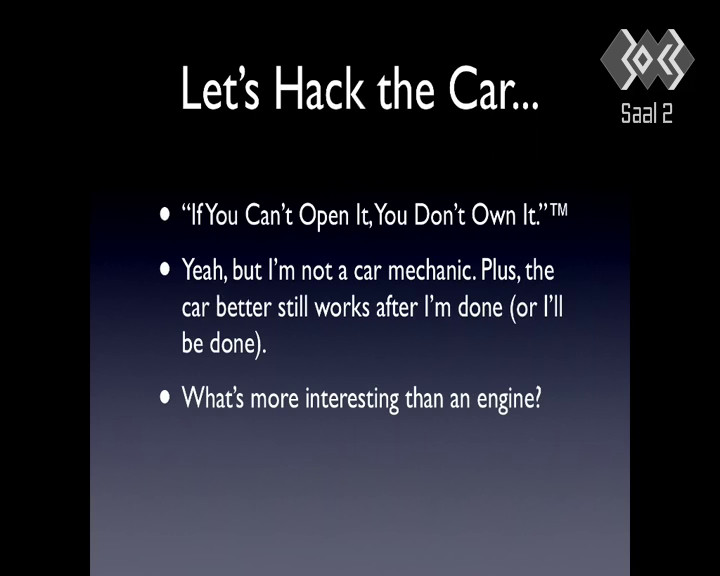 Let's Hack the Car...
Saal 2
• “If You Can't Open It, You Don't Own It.”™
• Yeah, but I'm not a car mechanic. Plus, the
car better still works after I'm done (or I'll
be done).
• What's more interesting than an engine?